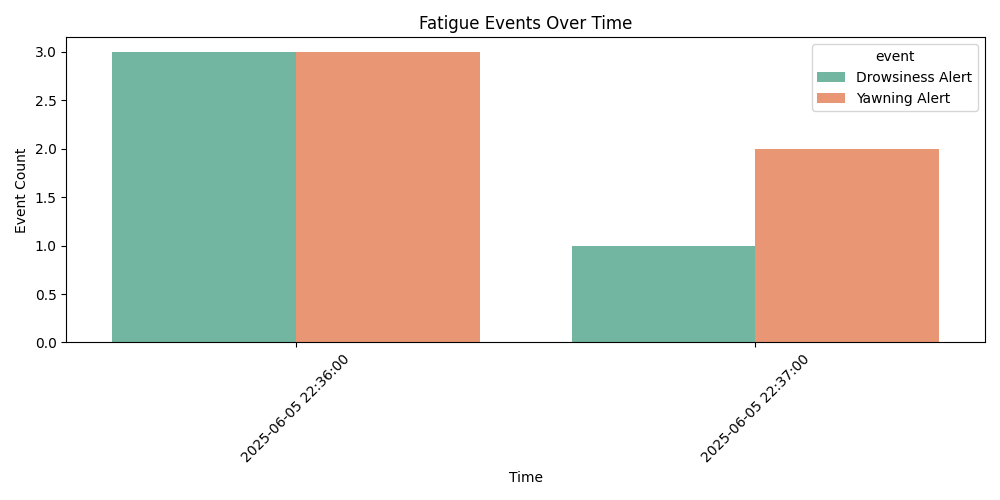 Fatigue Events Over Time
event
Drowsiness Alert
Yawning Alert
Event Count
3.0
2.5
2.0
1.5
1.0
0.5
0.0
2025-06-05 22:36:00
2025-06-05 22:37:00
Time